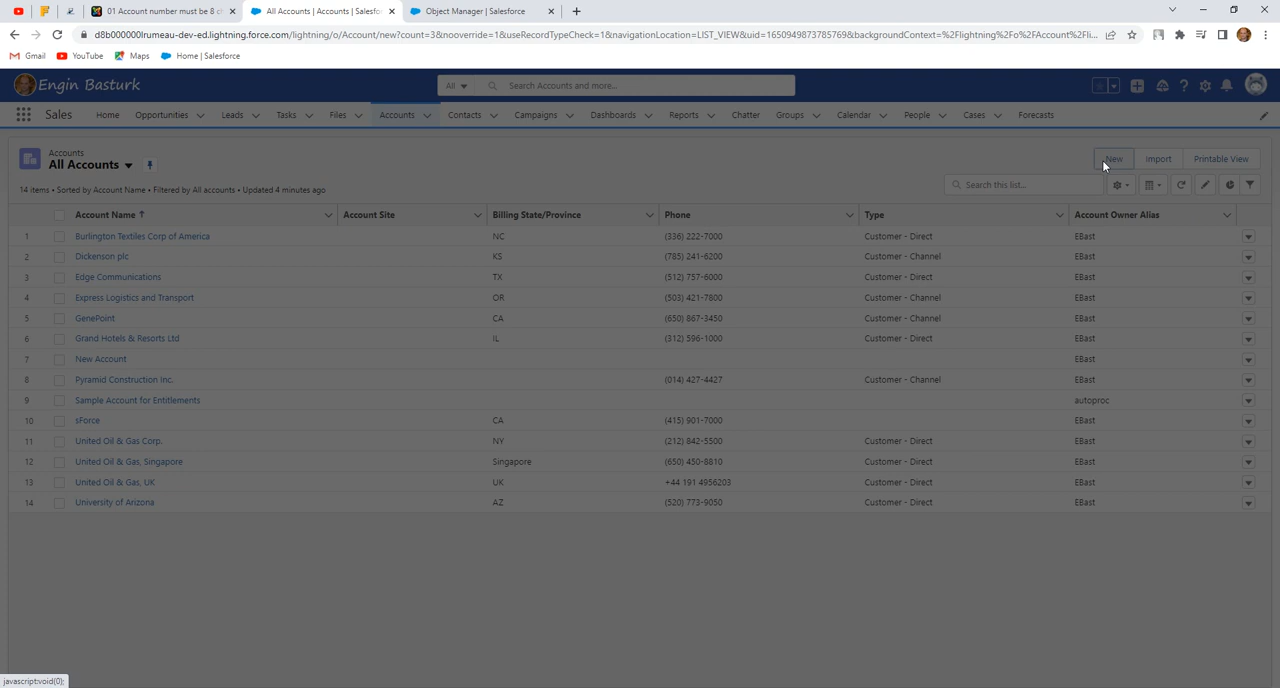 01 Account number must be 8 c
All Accounts | Accounts | Salesfo
Object Manager | Salesforce
d8b000000lrumeau-dev-ed.lightning.force.com/lightning/o/Account/new?count=3&nooverride=1&useRecordTypeCheck=1&navigationLocation=LIST_VIEW&uid=1650949873785769&backgroundContext=%2Flightning%2Fo%2FAccount%2Fli...
Gmail YouTube Maps Home | Salesforce
Engin Basturk All Search Accounts and more...
Sales Home Opportunities Leads Tasks Files Accounts Contacts Campaigns Dashboards Reports Chatter Groups Calendar People Cases Forecasts
Accounts
All Accounts
New Import Printable View
14 items • Sorted by Account Name • Filtered by All accounts • Updated 4 minutes ago
Search this list...
Account Name Account Site Billing State/Province Phone Type Account Owner Alias
1 Burlington Textiles Corp of America NC (336) 222-7000 Customer - Direct EBast
2 Dickenson plc KS (785) 241-6200 Customer - Channel EBast
3 Edge Communications TX (512) 757-6000 Customer - Direct EBast
4 Express Logistics and Transport OR (503) 421-7800 Customer - Channel EBast
5 GenePoint CA (650) 867-3450 Customer - Channel EBast
6 Grand Hotels & Resorts Ltd IL (312) 596-1000 Customer - Direct EBast
7 New Account EBast
8 Pyramid Construction Inc. (014) 427-4427 Customer - Channel EBast
9 Sample Account for Entitlements autoproc
10 sForce CA (415) 901-7000 EBast
11 United Oil & Gas Corp. NY (212) 842-5500 Customer - Direct EBast
12 United Oil & Gas, Singapore Singapore (650) 450-8810 Customer - Direct EBast
13 United Oil & Gas, UK UK +44 191 4956203 Customer - Direct EBast
14 University of Arizona AZ (520) 773-9050 Customer - Direct EBast
javascript:void(0);